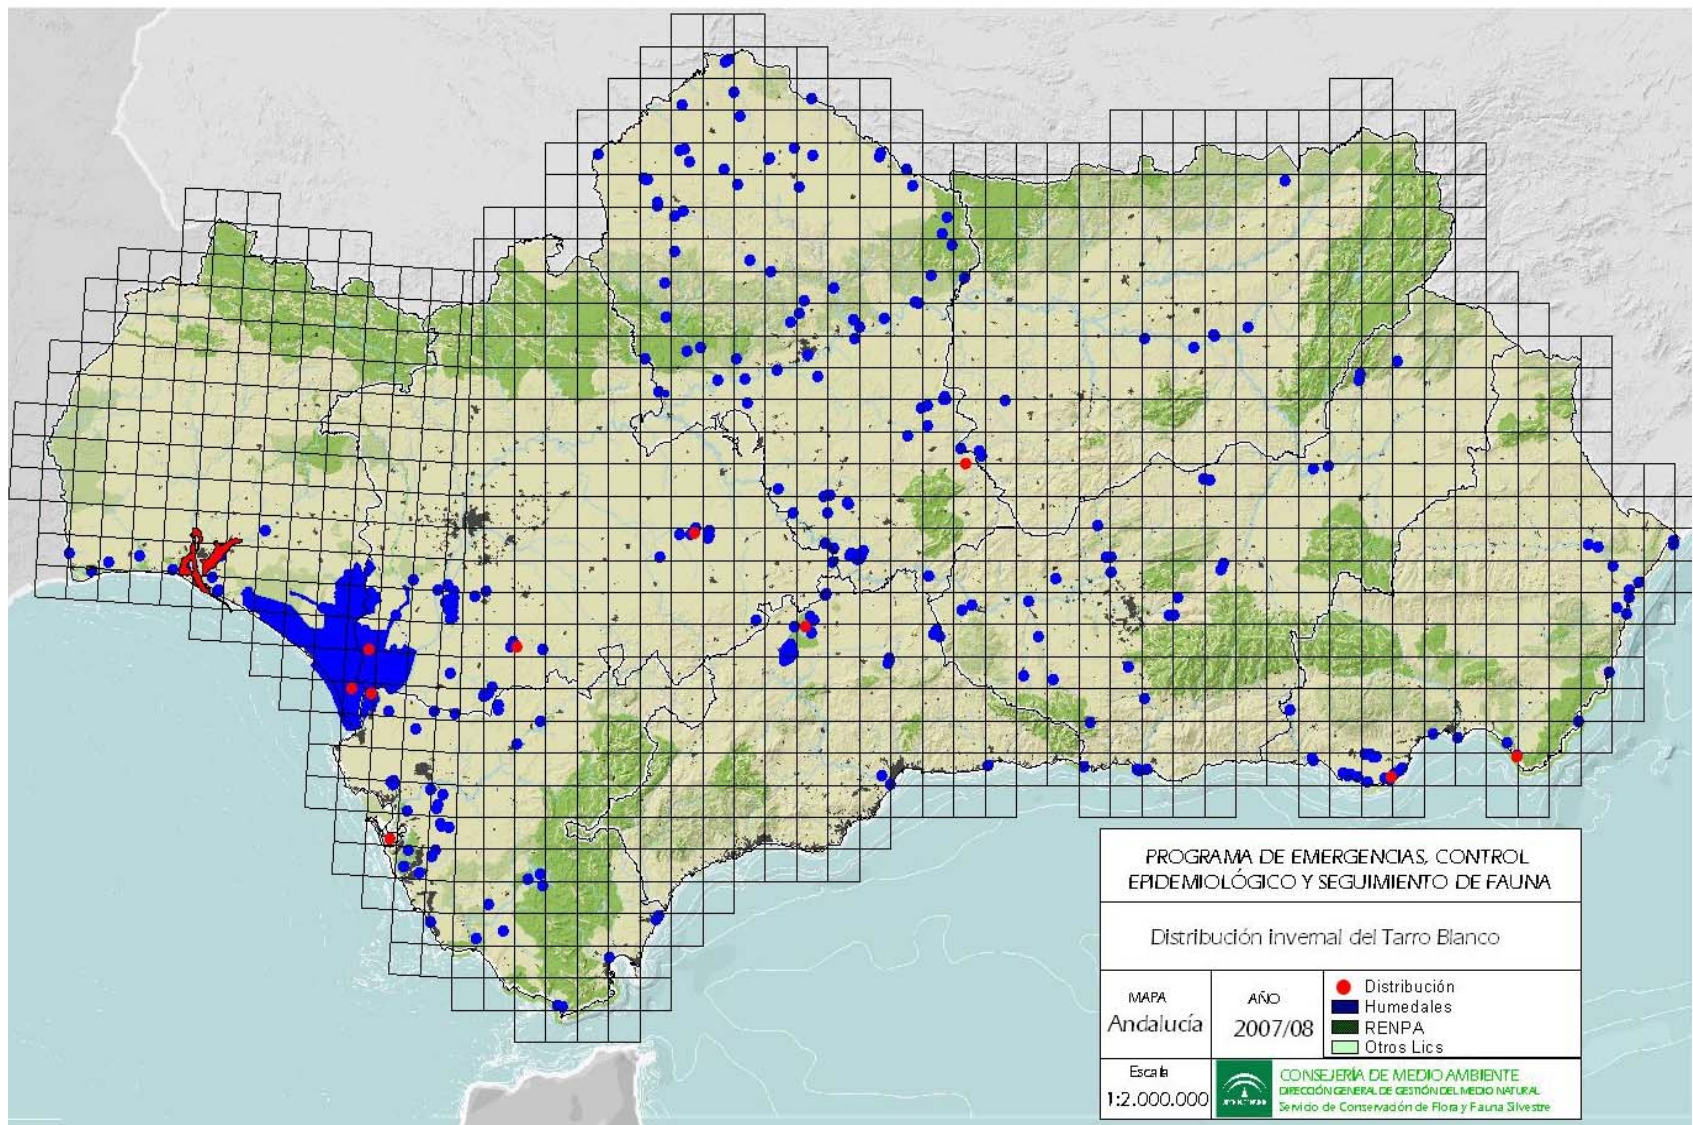 PROGRAMA DE EMERGENCIAS, CONTROL
EPIDEMIOLÓGICO Y SEGUIMIENTO DE FAUNA
Distribución invernal del Tarro Blanco
MAPA
Andalucía
AÑO
2007/08
Distribución
Humedales
RENPA
Otros Lics
Escala
1:2.000.000
CONSEJERÍA DE MEDIO AMBIENTE
DIRECCIÓN GENERAL DE GESTIÓN DEL MEDIO NATURAL
Servicio de Conservación de Flora y Fauna Silvestre